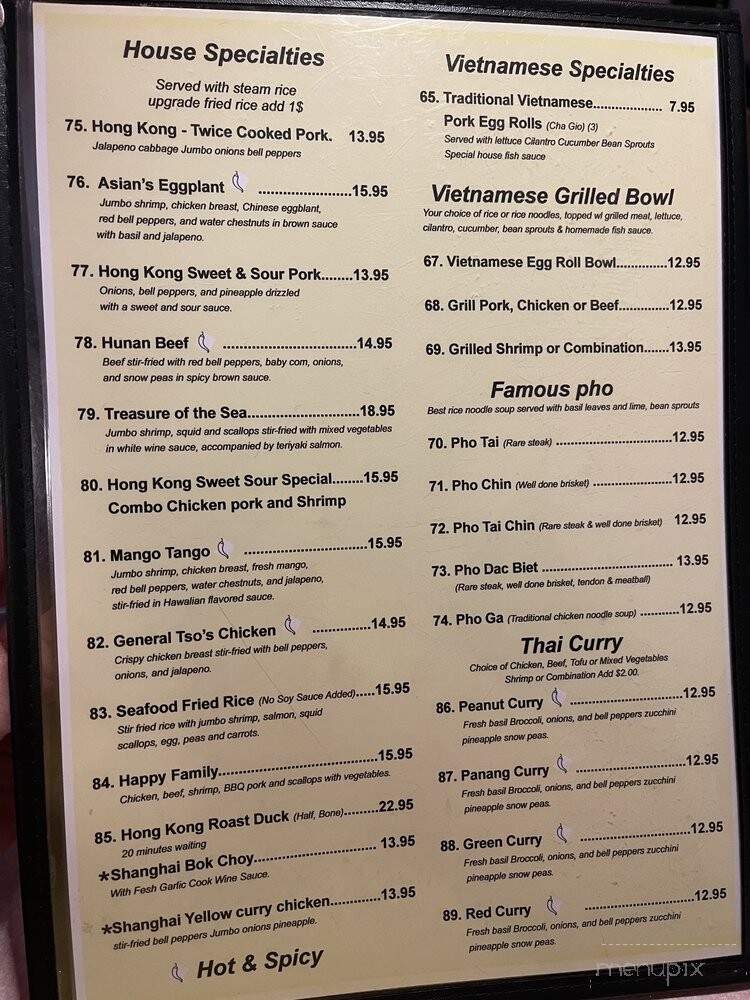 House Specialties
Served with steam rice
upgrade fried rice add 1$
75. Hong Kong - Twice Cooked Pork. 13.95
Jalapeno cabbage Jumbo onions bell peppers
76. Asian's Eggplant ......................15.95
Jumbo shrimp, chicken breast, Chinese eggblant,
red bell peppers, and water chestnuts in brown sauce
with basil and jalapeno.
77. Hong Kong Sweet & Sour Pork........13.95
Onions, bell peppers, and pineapple drizzled
with a sweet and sour sauce.
78. Hunan Beef ................................14.95
Beef stir-fried with red bell peppers, baby corn, onions,
and snow peas in spicy brown sauce.
79. Treasure of the Sea...........................18.95
Jumbo shrimp, squid and scallops stir-fried with mixed vegetables
in white wine sauce, accompanied by teriyaki salmon.
80. Hong Kong Sweet Sour Special........15.95
Combo Chicken pork and Shrimp
81. Mango Tango .............................15.95
Jumbo shrimp, chicken breast, fresh mango,
red bell peppers, water chestnuts, and jalapeno,
stir-fried in Hawalian flavored sauce.
82. General Tso's Chicken ..............14.95
Crispy chicken breast stir-fried with bell peppers,
onions, and jalapeno.
83. Seafood Fried Rice (No Soy Sauce Added).....15.95
Stir fried rice with jumbo shrimp, salmon, squid
scallops, egg, peas and carrots.
84. Happy Family......................................15.95
Chicken, beef, shrimp, BBQ pork and scallops with vegetables.
85. Hong Kong Roast Duck (Half, Bone).........22.95
20 minutes waiting
*Shanghai Bok Choy............................. 13.95
With Fesh Garlic Cook Wine Sauce.
*Shanghai Yellow curry chicken............13.95
stir-fried bell peppers Jumbo onions pineapple.
Hot & Spicy
Vietnamese Specialties
65. Traditional Vietnamese................. 7.95
Pork Egg Rolls (Cha Gio) (3)
Served with lettuce Cilantro Cucumber Bean Sprouts
Special house fish sauce
Vietnamese Grilled Bowl
Your choice of rice or rice noodles, topped w/ grilled meat, lettuce,
cilantro, cucumber, bean sprouts & homemade fish sauce.
67. Vietnamese Egg Roll Bowl............12.95
68. Grill Pork, Chicken or Beef............12.95
69. Grilled Shrimp or Combination......13.95
Famous pho
Best rice noodle soup served with basil leaves and lime, bean sprouts
70. Pho Tai (Rare steak) ............................12.95
71. Pho Chin (Well done brisket) ...................12.95
72. Pho Tai Chin (Rare steak & well done brisket) 12.95
73. Pho Dac Biet ................................ 13.95
(Rare steak, well done brisket, tendon & meatball)
74. Pho Ga (Traditional chicken noodle soup) .........12.95
Thai Curry
Choice of Chicken, Beef, Tofu or Mixed Vegetables
Shrimp or Combination Add $2.00.
86. Peanut Curry ...........................12.95
Fresh basil Broccoli, onions, and bell peppers zucchini
pineapple snow peas.
87. Panang Curry ..........................12.95
Fresh basil Broccoli, onions, and bell peppers zucchini
pineapple snow peas.
88. Green Curry ..........................12.95
Fresh basil Broccoli, onions, and bell peppers zucchini
pineapple snow peas.
89. Red Curry ..........................12.95
Fresh basil Broccoli, onions, and bell peppers zucchini
pineapple snow peas.
menupix